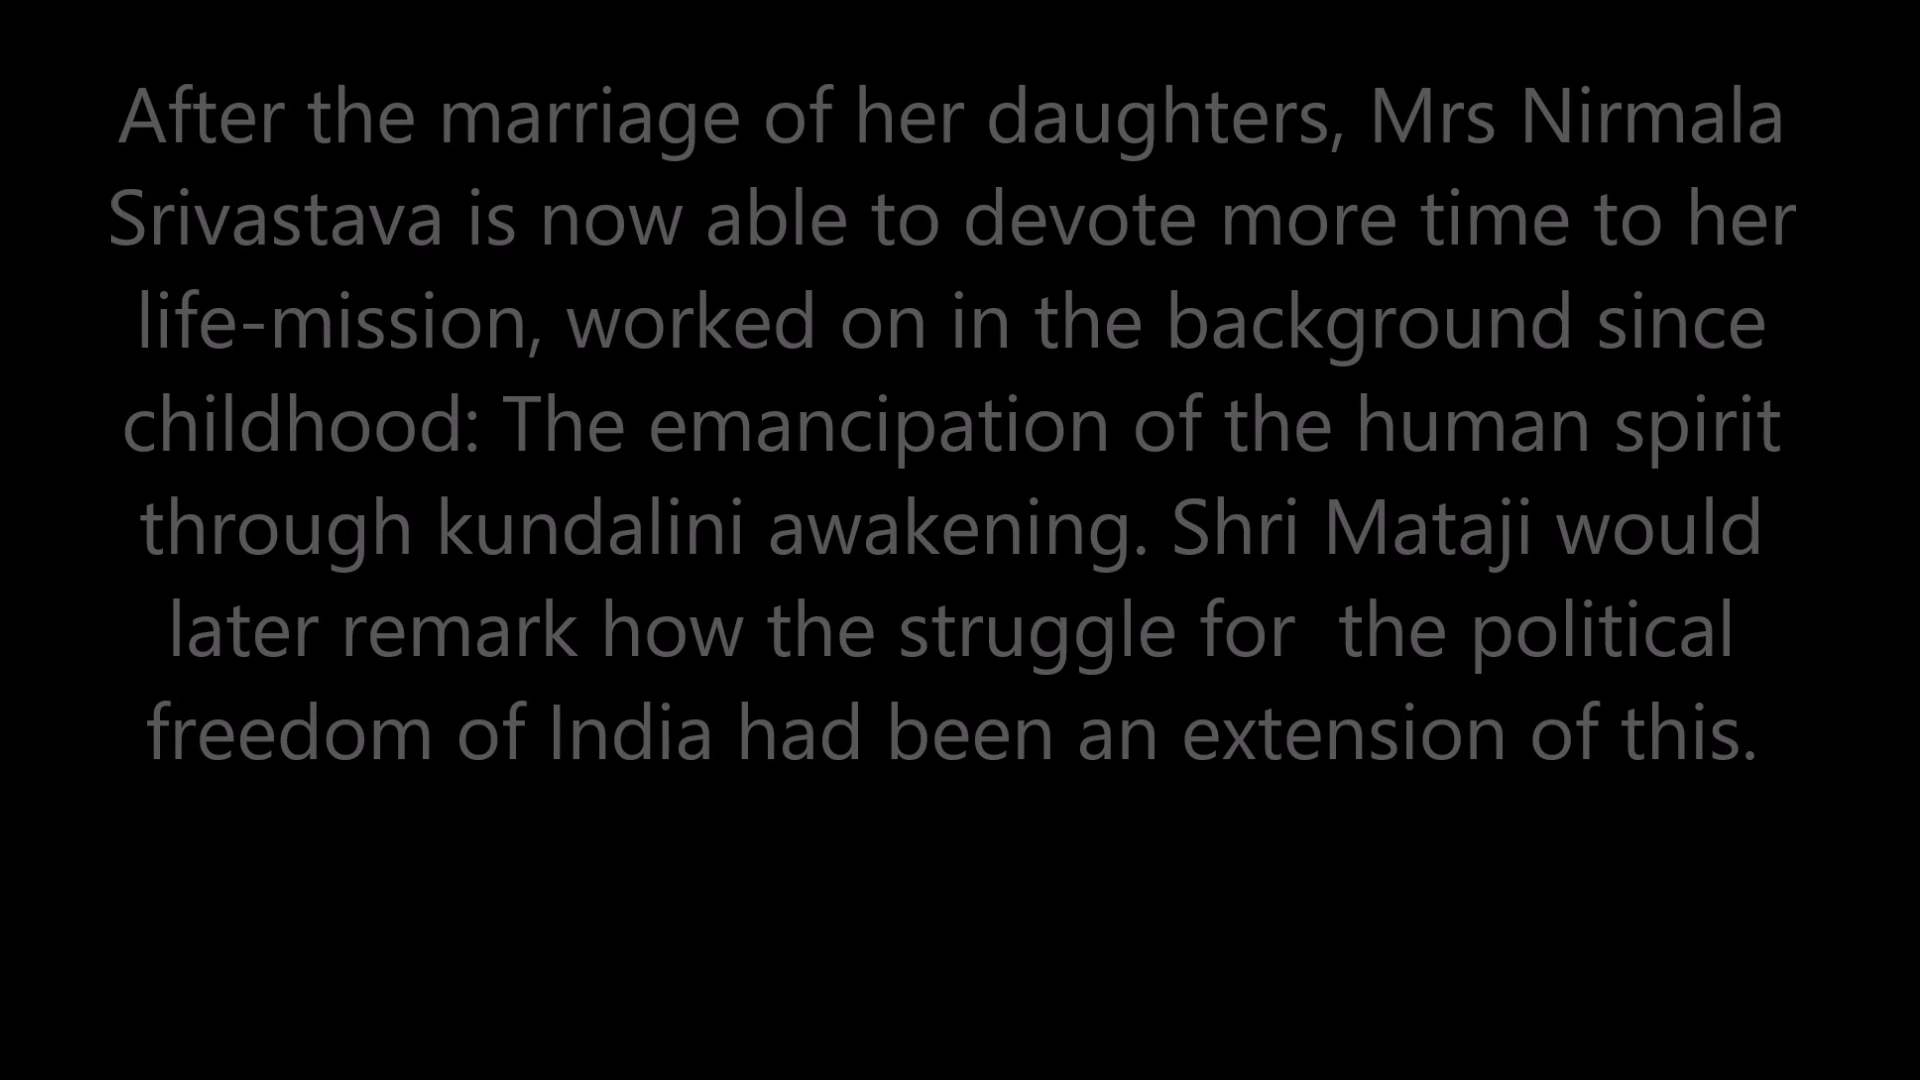 After the marriage of her daughters, Mrs Nirmala
Srivastava is now able to devote more time to her
life-mission, worked on in the background since
childhood: The emancipation of the human spirit
through kundalini awakening. Shri Mataji would
later remark how the struggle for  the political
freedom of India had been an extension of this.